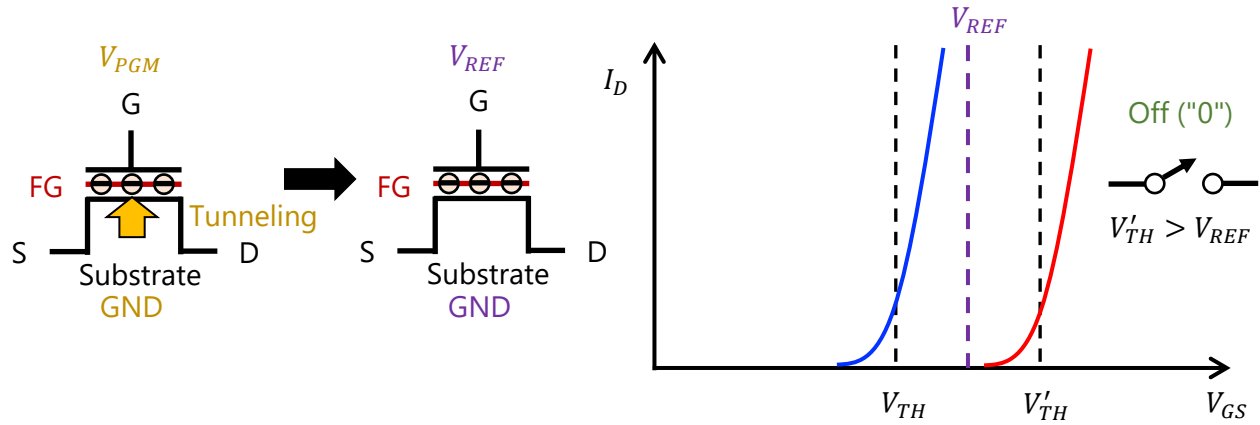 V_PGM
G
FG
Tunneling
S
D
Substrate
GND
V_REF
G
FG
S
D
Substrate
GND
V_REF
I_D
Off ("0")
V'_TH > V_REF
V_TH
V'_TH
V_GS